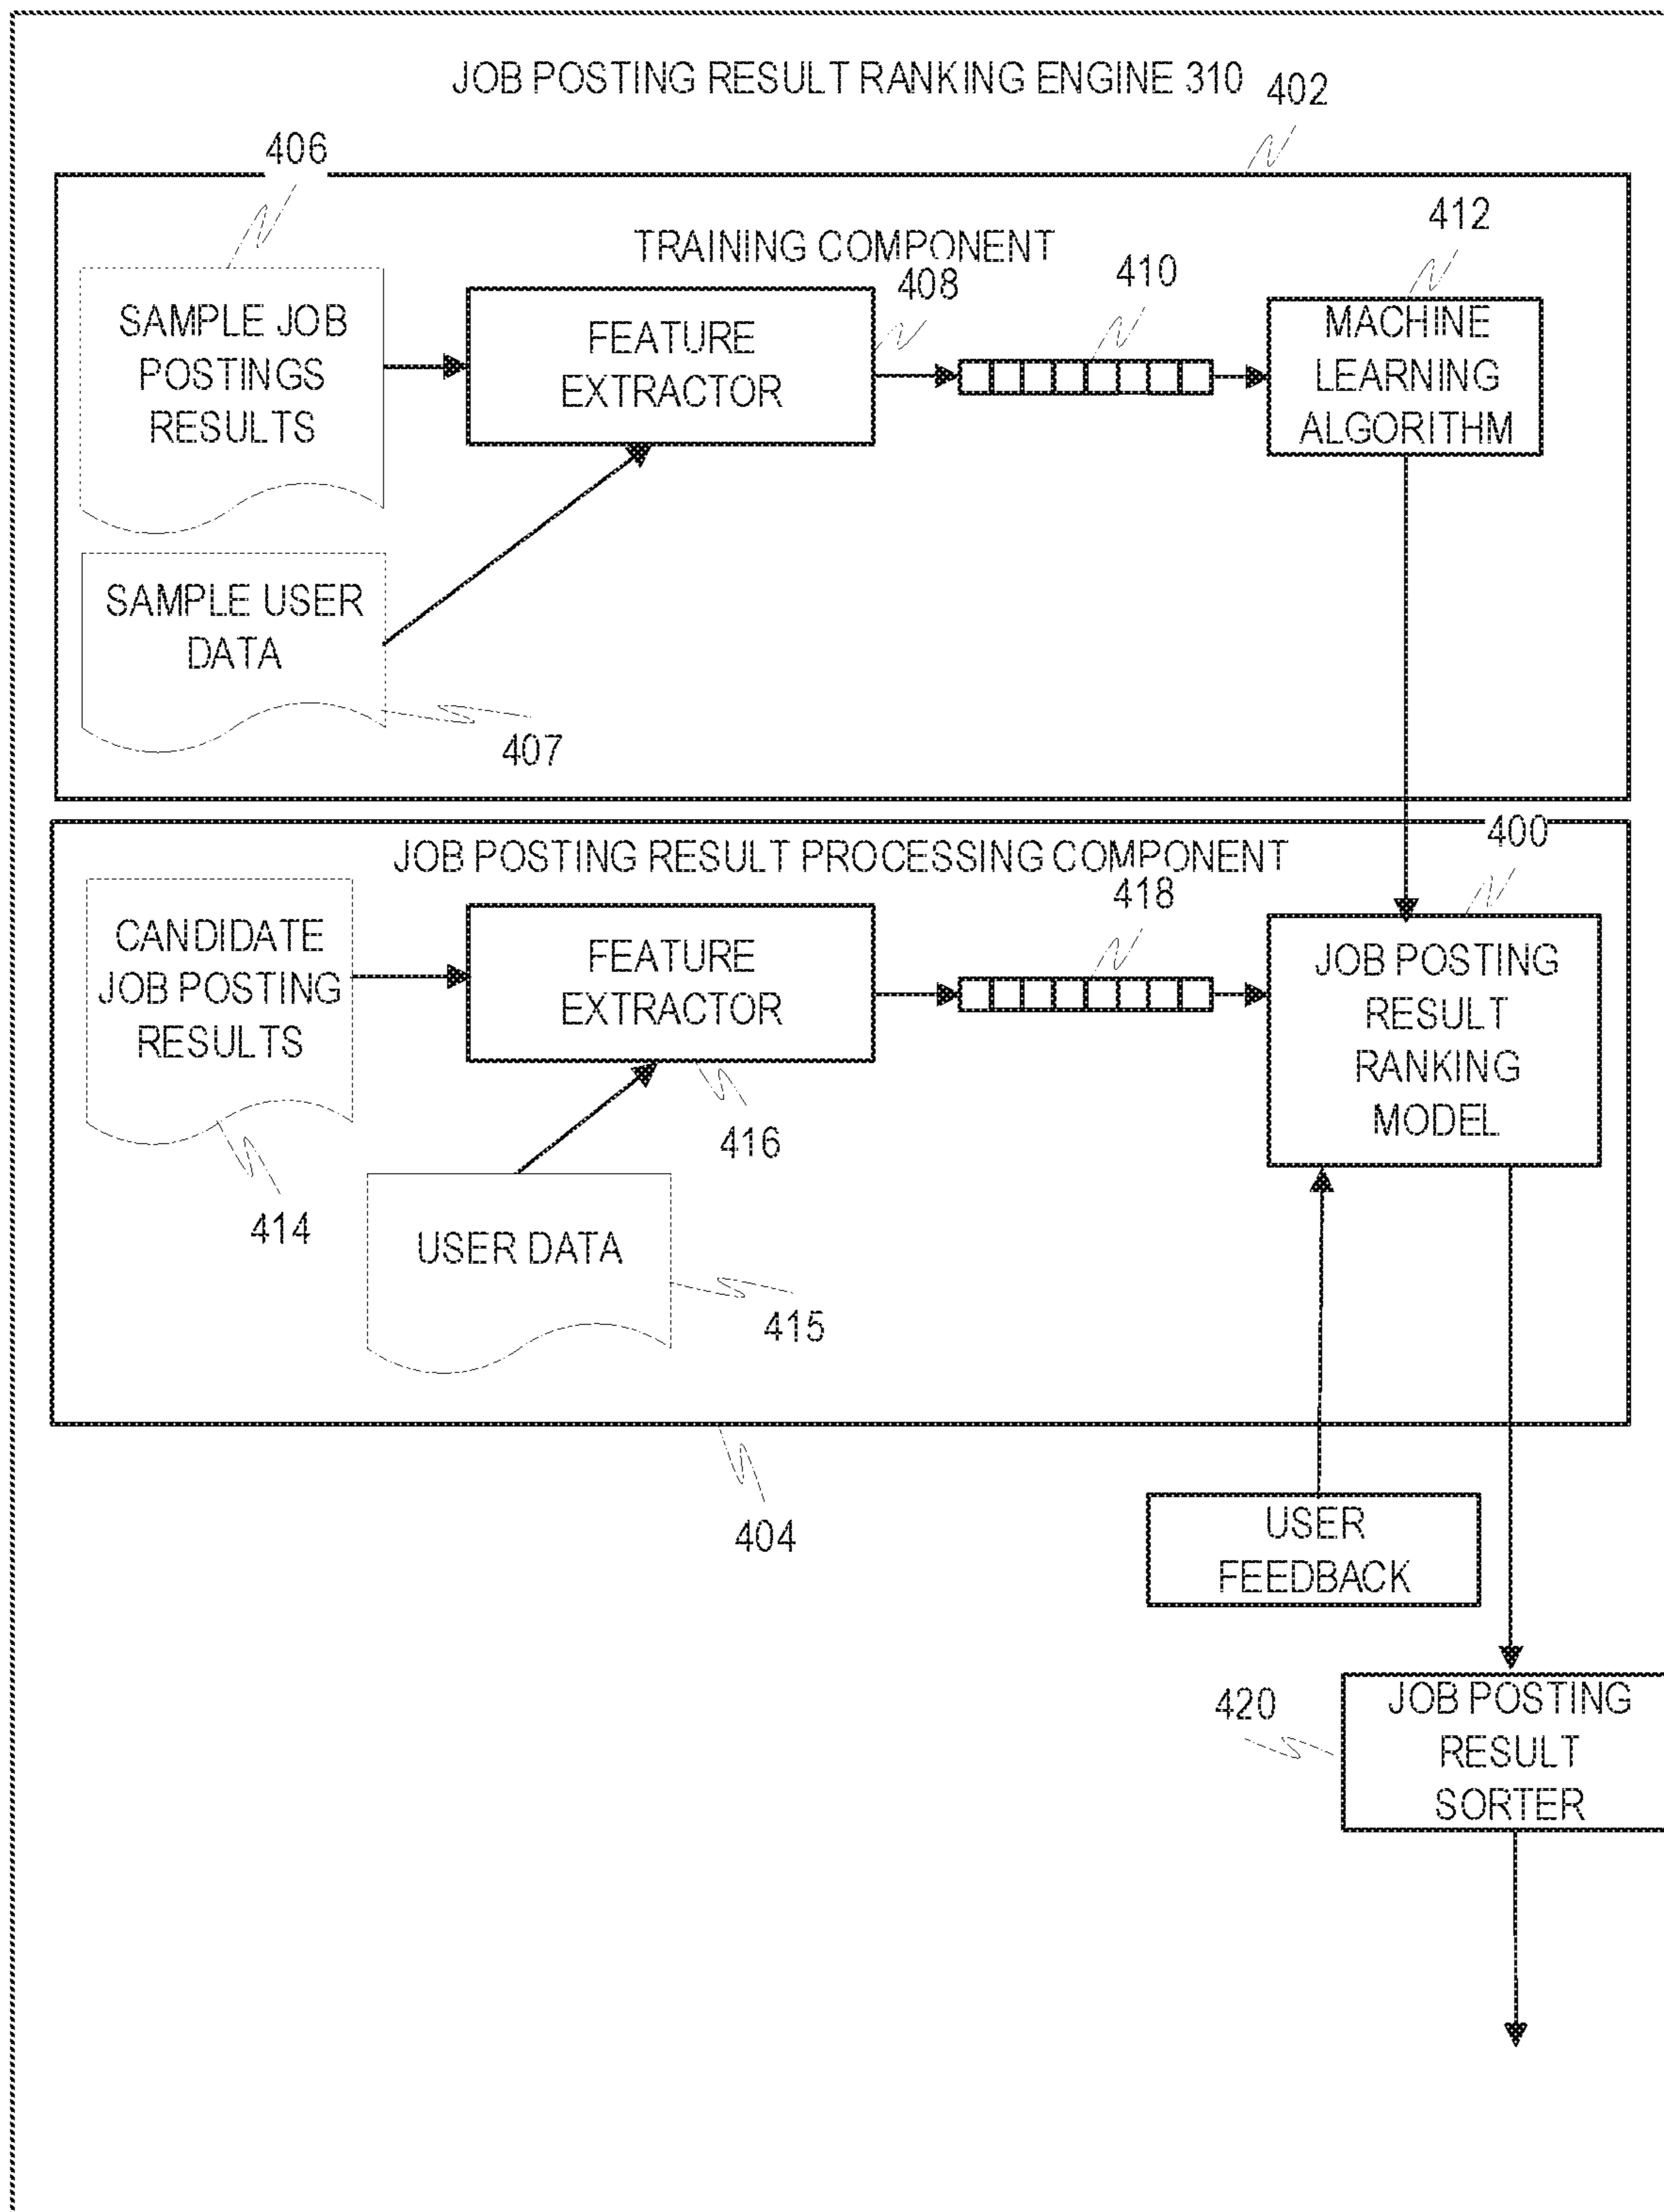 JOB POSTING RESULT RANKING ENGINE 310
402
406
412
TRAINING COMPONENT
408
410
SAMPLE JOB
POSTINGS
RESULTS
FEATURE
EXTRACTOR
MACHINE
LEARNING
ALGORITHM
SAMPLE USER
DATA
407
400
JOB POSTING RESULT PROCESSING COMPONENT
418
CANDIDATE
JOB POSTING
RESULTS
FEATURE
EXTRACTOR
JOB POSTING
RESULT
RANKING
MODEL
416
414
USER DATA
415
404
USER
FEEDBACK
420
JOB POSTING
RESULT
SORTER